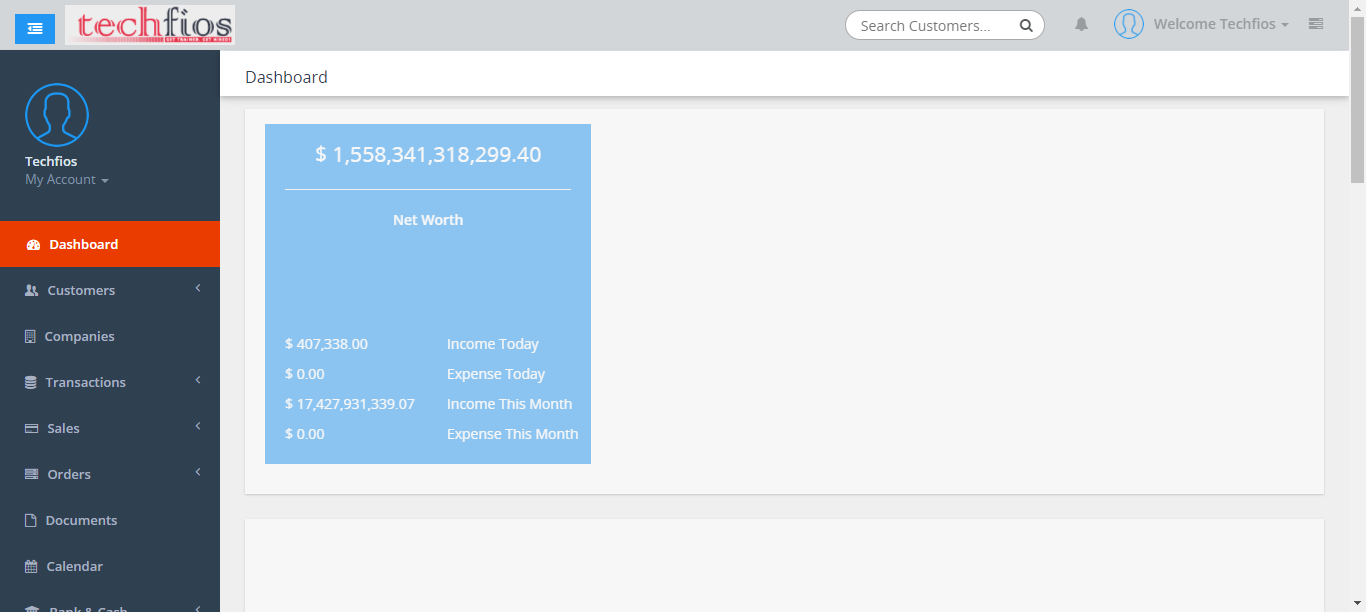 techfios
GET TRAINED. GET HIRED!
Search Customers...
Welcome Techfios
Techfios
My Account
Dashboard
Customers
Companies
Transactions
Sales
Orders
Documents
Calendar
Bank & Cash
Dashboard
$ 1,558,341,318,299.40
Net Worth
$ 407,338.00 Income Today
$ 0.00 Expense Today
$ 17,427,931,339.07 Income This Month
$ 0.00 Expense This Month